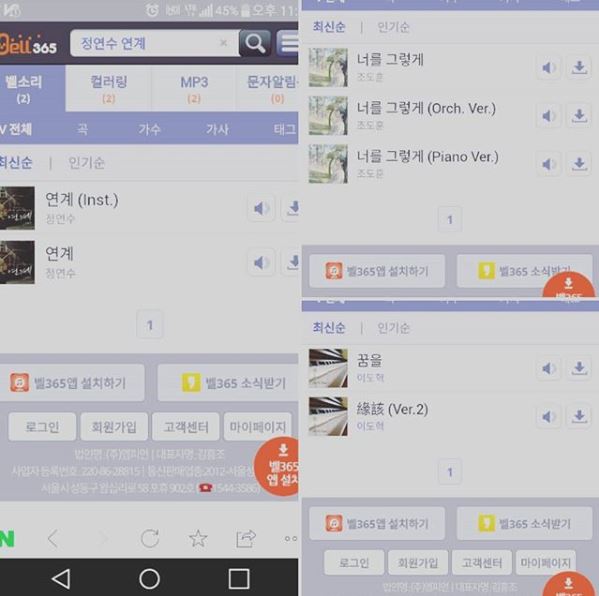 45% 오후 11:
Bell365
정연수 연계
×
벨소리 (2)
컬러링 (2)
MP3 (2)
문자알림 (0)
전체 곡 가수 가사 태그
최신순 | 인기순
연계 (Inst.)
정연수
연계
정연수
1
벨365앱 설치하기
벨365 소식받기
로그인 회원가입 고객센터 마이페이지
벨365
앱 설치
법인명 (주)엠피언 | 대표자명:김흥조
사업자 등록번호. 220-86-28815 | 통신판매업종.2012-서울성
서울시 성동구 왕십리로 58 포휴 902호 ☎1544-3586)
N
최신순 | 인기순
너를 그렇게
조도훈
너를 그렇게 (Orch. Ver.)
조도훈
너를 그렇게 (Piano Ver.)
조도훈
1
벨365앱 설치하기
벨365 소식받기
벨365
최신순 | 인기순
꿈을
이도혁
緣該 (Ver.2)
이도혁
1
벨365앱 설치하기
벨365 소식받기
로그인 회원가입 고객센터 마이페이지
법인명: (주)엠피언 | 대표자명 김흥조